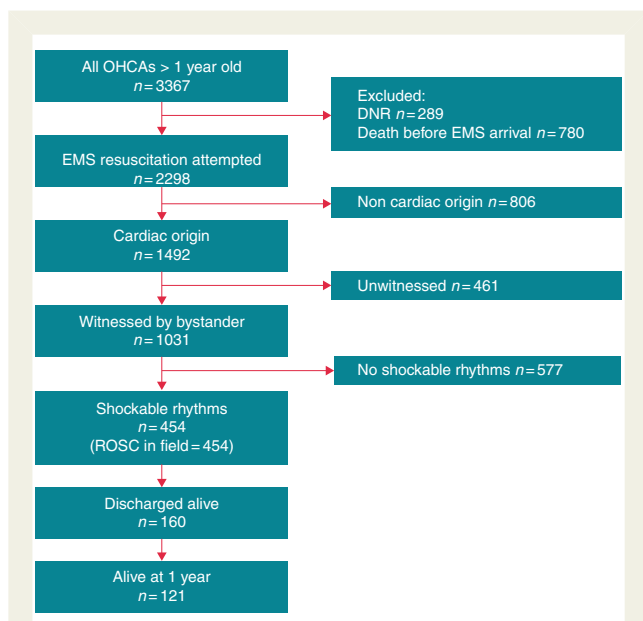 All OHCAs > 1 year old
n=3367
Excluded:
DNR n=289
Death before EMS arrival n=780
EMS resuscitation attempted
n=2298
Non cardiac origin n=806
Cardiac origin
n=1492
Unwitnessed n=461
Witnessed by bystander
n=1031
No shockable rhythms n=577
Shockable rhythms
n=454
(ROSC in field=454)
Discharged alive
n=160
Alive at 1 year
n=121